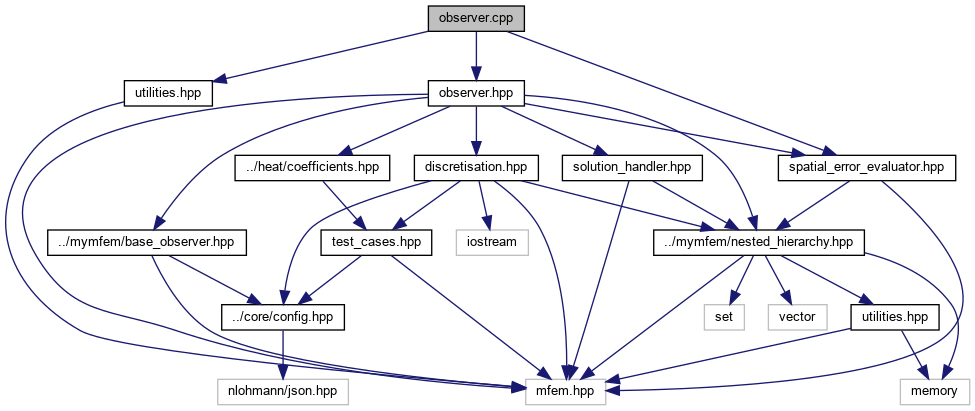 observer.cpp
utilities.hpp
observer.hpp
../heat/coefficients.hpp
discretisation.hpp
solution_handler.hpp
spatial_error_evaluator.hpp
../mymfem/base_observer.hpp
test_cases.hpp
iostream
../mymfem/nested_hierarchy.hpp
../core/config.hpp
set
vector
utilities.hpp
nlohmann/json.hpp
mfem.hpp
memory